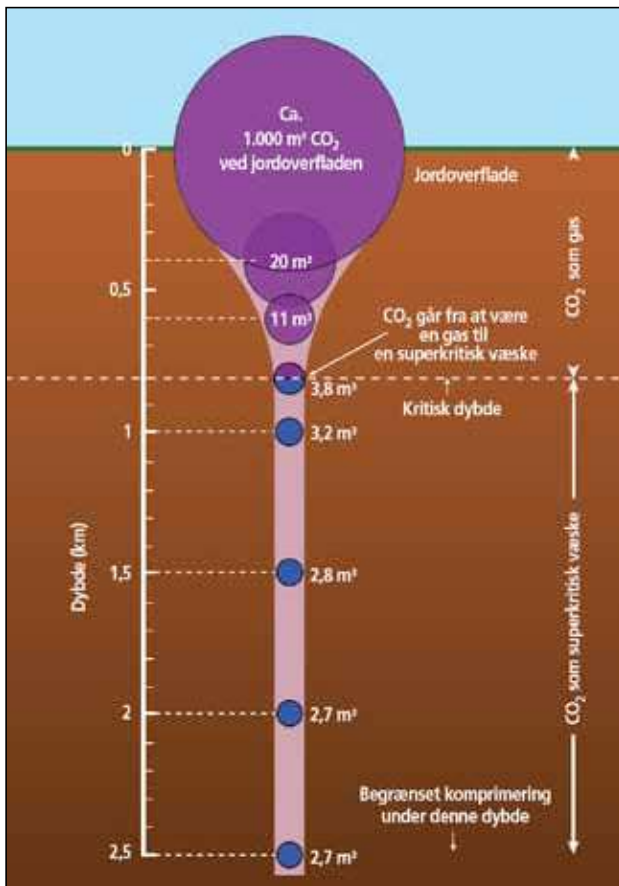 Ca.
1.000 m³ CO₂
ved jordoverfladen
0
Jordoverflade
20 m³
0,5
11 m³
CO₂ som gas
CO₂ går fra at være
en gas til
en superkritisk væske
3,8 m³
Kritisk dybde
1
3,2 m³
Dybde (km)
1,5
2,8 m³
CO₂ som superkritisk væske
2
2,7 m³
Begrænset komprimering
under denne dybde
2,5
2,7 m³